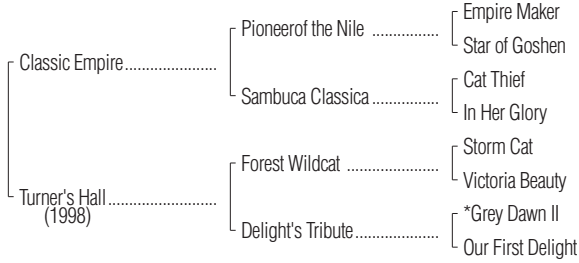 Empire Maker
Pioneerof the Nile ................
Star of Goshen
Classic Empire......................
Cat Thief
Sambuca Classica ................
In Her Glory
Storm Cat
Forest Wildcat ......................
Victoria Beauty
Turner's Hall ..........................
(1998)
*Grey Dawn II
Delight's Tribute....................
Our First Delight